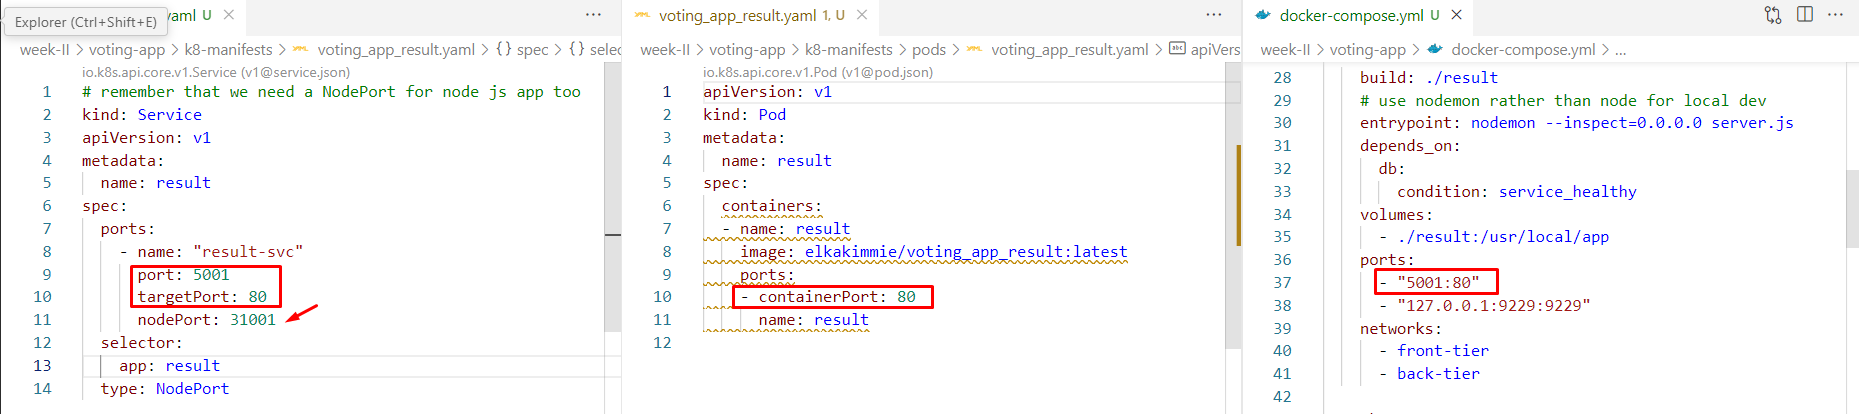 Explorer (Ctrl+Shift+E)
yaml U
week-II > voting-app > k8-manifests > voting_app_result.yaml > {} spec > {} selec
io.k8s.api.core.v1.Service (v1@service.json)
1 # remember that we need a NodePort for node js app too
2 kind: Service
3 apiVersion: v1
4 metadata:
5 name: result
6 spec:
7 ports:
8 - name: "result-svc"
9 port: 5001
10 targetPort: 80
11 nodePort: 31001
12 selector:
13 app: result
14 type: NodePort
voting_app_result.yaml 1, U
week-II > voting-app > k8-manifests > pods > voting_app_result.yaml > abc apiVers
io.k8s.api.core.v1.Pod (v1@pod.json)
1 apiVersion: v1
2 kind: Pod
3 metadata:
4 name: result
5 spec:
6 containers:
7 - name: result
8 image: elkakimmie/voting_app_result:latest
9 ports:
10 - containerPort: 80
11 name: result
12
docker-compose.yml U
week-II > voting-app > docker-compose.yml > ...
28 build: ./result
29 # use nodemon rather than node for local dev
30 entrypoint: nodemon --inspect=0.0.0.0 server.js
31 depends_on:
32 db:
33 condition: service_healthy
34 volumes:
35 - ./result:/usr/local/app
36 ports:
37 - "5001:80"
38 - "127.0.0.1:9229:9229"
39 networks:
40 - front-tier
41 - back-tier
42